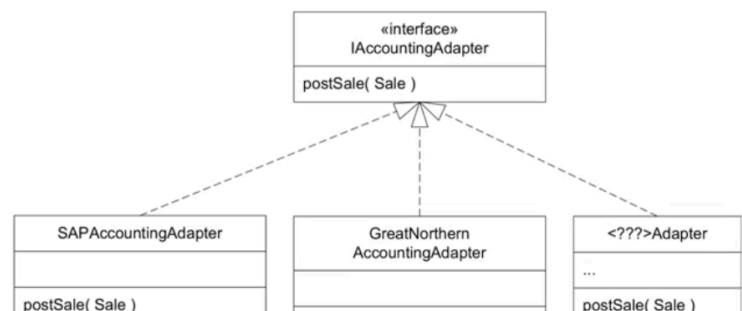 «interface»
IAccountingAdapter
postSale( Sale )
SAPAccountingAdapter
GreatNorthern
AccountingAdapter
<???>Adapter
...
postSale( Sale )
postSale( Sale )